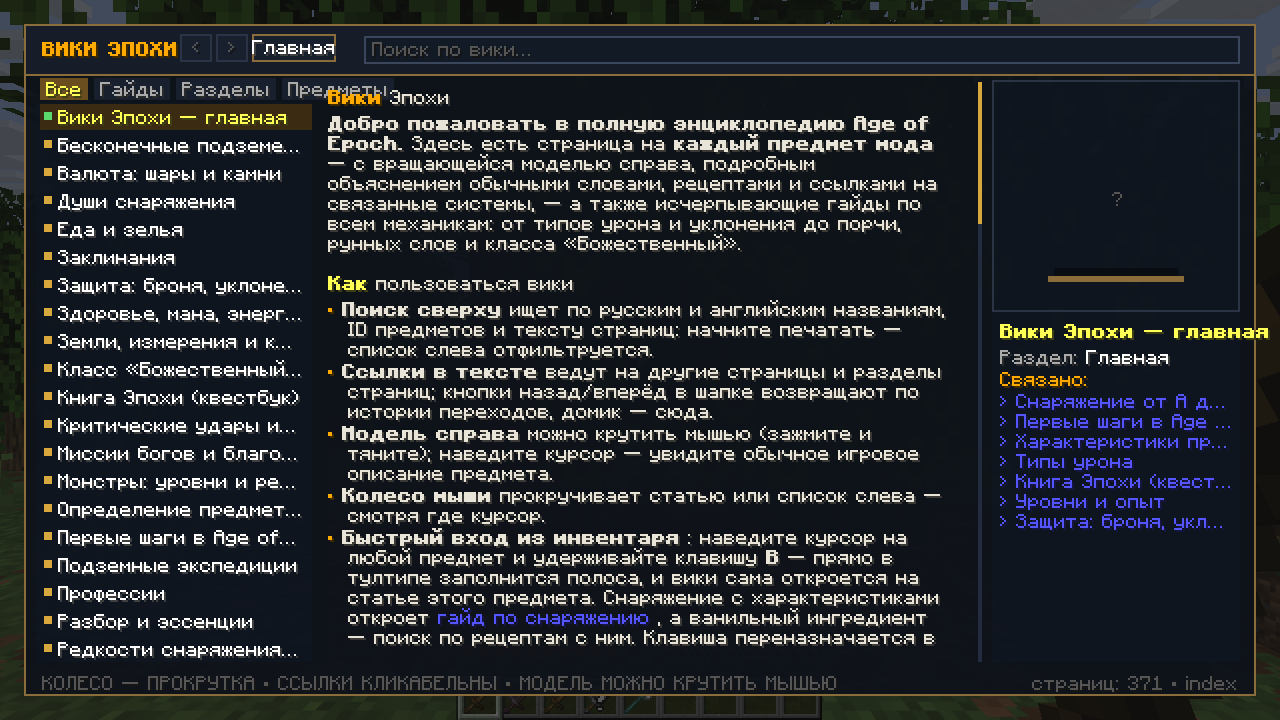 ВИКИ ЭПОХИ < > Главная Поиск по вики...
Все Гайды Разделы Предметы
Вики Эпохи — главная
Бесконечные подземе...
Валюта: шары и камни
Души снаряжения
Еда и зелья
Заклинания
Защита: броня, уклоне...
Здоровье, мана, энерг...
Земли, измерения и к...
Класс «Божественный...
Книга Эпохи (квестбук)
Критические удары и...
Миссии богов и благо...
Монстры: уровни и ре...
Определение предмет...
Первые шаги в Age of...
Подземные экспедиции
Профессии
Разбор и эссенции
Редкости снаряжения...
Вики Эпохи
Добро пожаловать в полную энциклопедию Age of
Epoch. Здесь есть страница на каждый предмет мода
— с вращающейся моделью справа, подробным
объяснением обычными словами, рецептами и ссылками на
связанные системы, — а также исчерпывающие гайды по
всем механикам: от типов урона и уклонения до порчи,
рунных слов и класса «Божественный».
Как пользоваться вики
• Поиск сверху ищет по русским и английским названиям,
ID предметов и тексту страниц: начните печатать —
список слева отфильтруется.
• Ссылки в тексте ведут на другие страницы и разделы
страниц; кнопки назад/вперёд в шапке возвращают по
истории переходов, домик — сюда.
• Модель справа можно крутить мышью (зажмите и
тяните); наведите курсор — увидите обычное игровое
описание предмета.
• Колесо мыши прокручивает статью или список слева —
смотря где курсор.
• Быстрый вход из инвентаря : наведите курсор на
любой предмет и удерживайте клавишу B — прямо в
тултипе заполнится полоса, и вики сама откроется на
статье этого предмета. Снаряжение с характеристиками
откроет гайд по снаряжению , а ванильный ингредиент
— поиск по рецептам с ним. Клавиша переназначается в
?
Вики Эпохи — главная
Раздел: Главная
Связано:
> Снаряжение от А д...
> Первые шаги в Age ...
> Характеристики пр...
> Типы урона
> Книга Эпохи (квест...
> Уровни и опыт
> Защита: броня, укл...
КОЛЕСО — ПРОКРУТКА • ССЫЛКИ КЛИКАБЕЛЬНЫ • МОДЕЛЬ МОЖНО КРУТИТЬ МЫШЬЮ
страниц: 371 • index